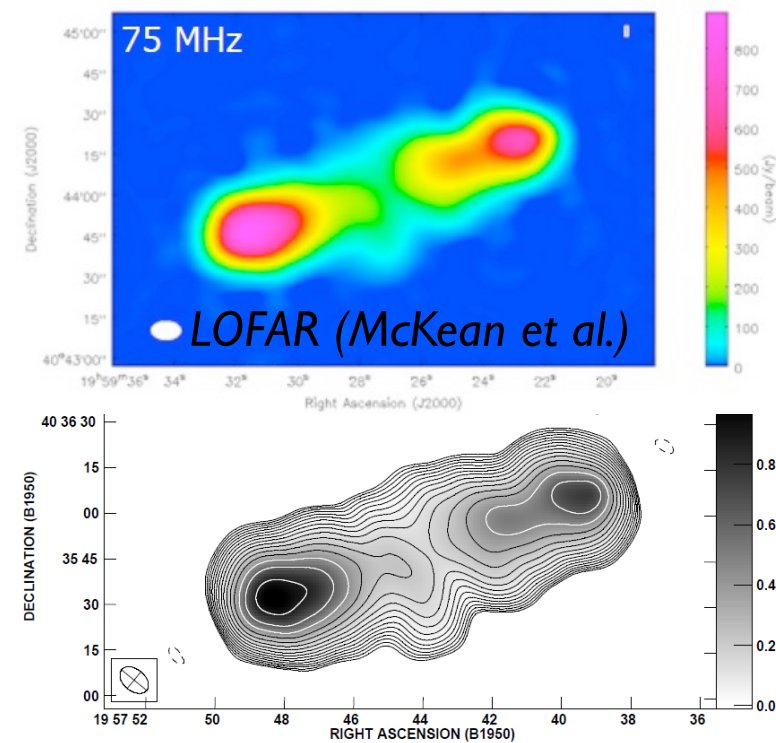 75 MHz
45'00"
45"
30"
15"
44'00"
45"
30"
15"
40°43'00"
Declination (J2000)
LOFAR (McKean et al.)
19ʰ59ᵐ36ˢ 34ˢ 32ˢ 30ˢ 28ˢ 26ˢ 24ˢ 22ˢ 20ˢ
Right Ascension (J2000)
800
700
600
500
400
300
200
100
0
(Jy/beam)
40 36 30
15
00
35 45
30
15
00
DECLINATION (B1950)
19 57 52 50 48 46 44 42 40 38 36
RIGHT ASCENSION (B1950)
0.8
0.6
0.4
0.2
0.0